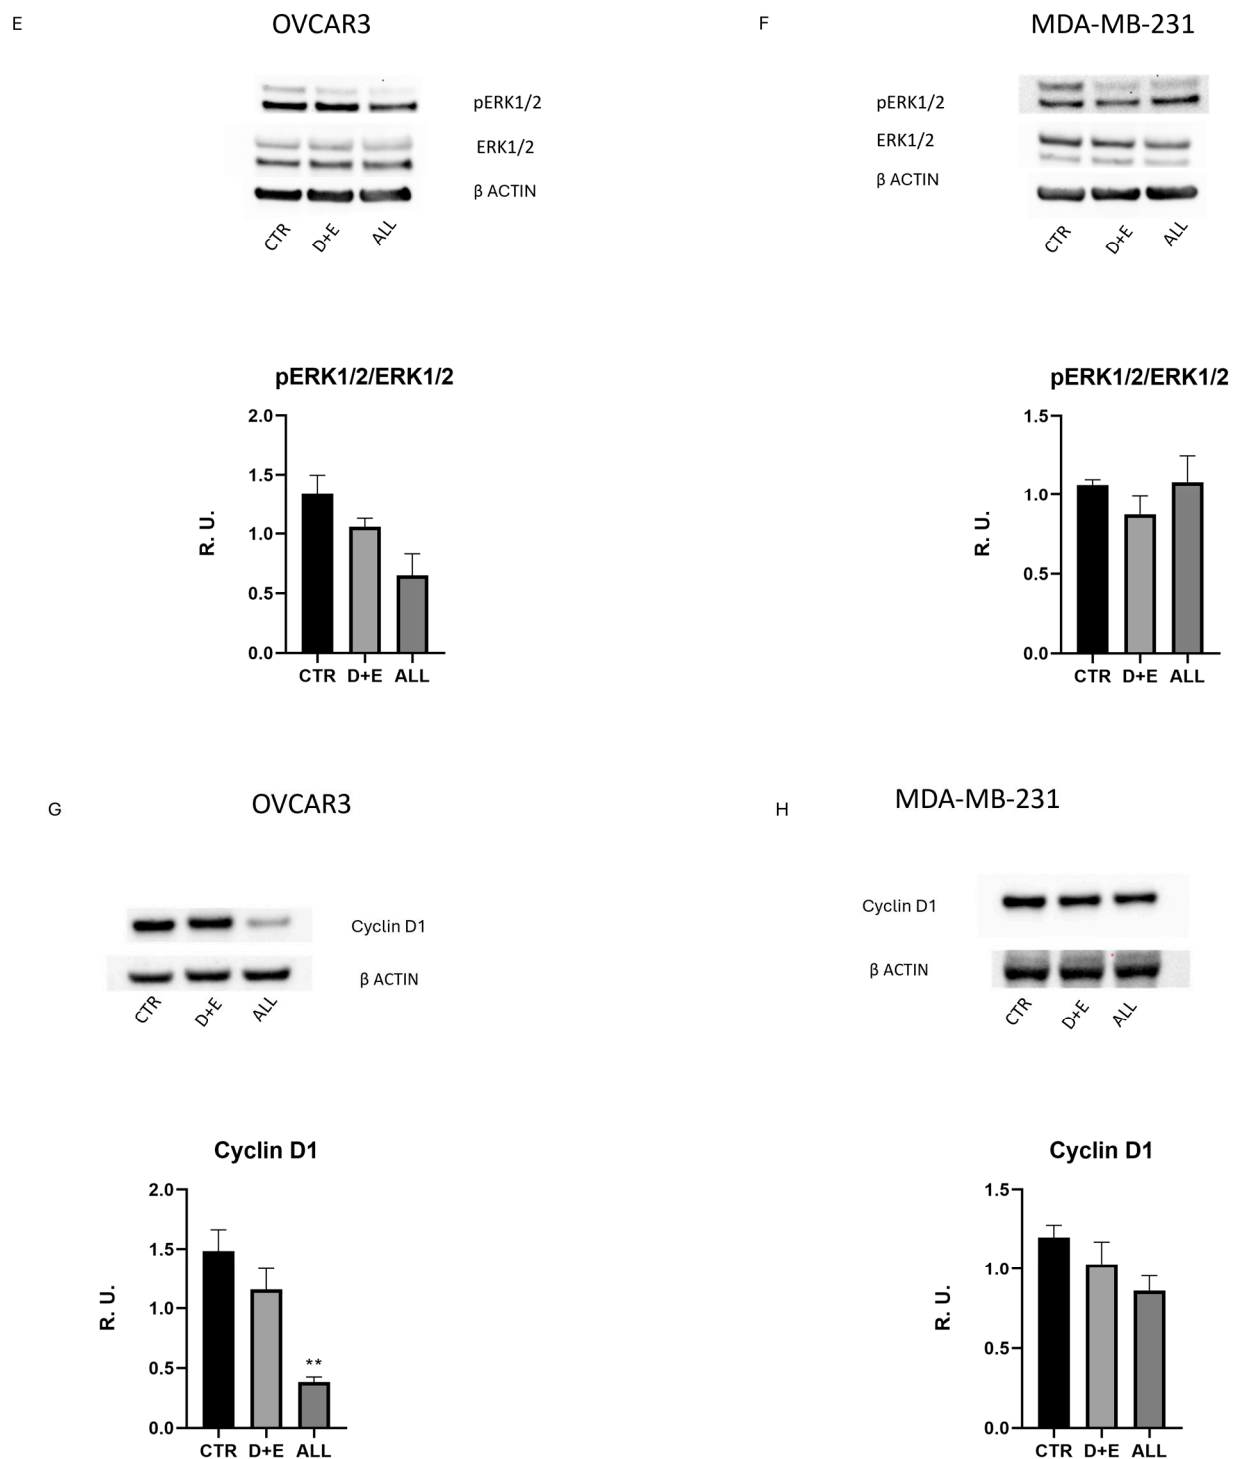 E
OVCAR3
pERK1/2
ERK1/2
β ACTIN
CTR D+E ALL
pERK1/2/ERK1/2
2.0
1.5
1.0
0.5
0.0
R. U.
CTR D+E ALL
F
MDA-MB-231
pERK1/2
ERK1/2
β ACTIN
CTR D+E ALL
pERK1/2/ERK1/2
1.5
1.0
0.5
0.0
R. U.
CTR D+E ALL
G
OVCAR3
Cyclin D1
β ACTIN
CTR D+E ALL
Cyclin D1
2.0
1.5
1.0
0.5
0.0
R. U.
**
CTR D+E ALL
H
MDA-MB-231
Cyclin D1
β ACTIN
CTR D+E ALL
Cyclin D1
1.5
1.0
0.5
0.0
R. U.
CTR D+E ALL